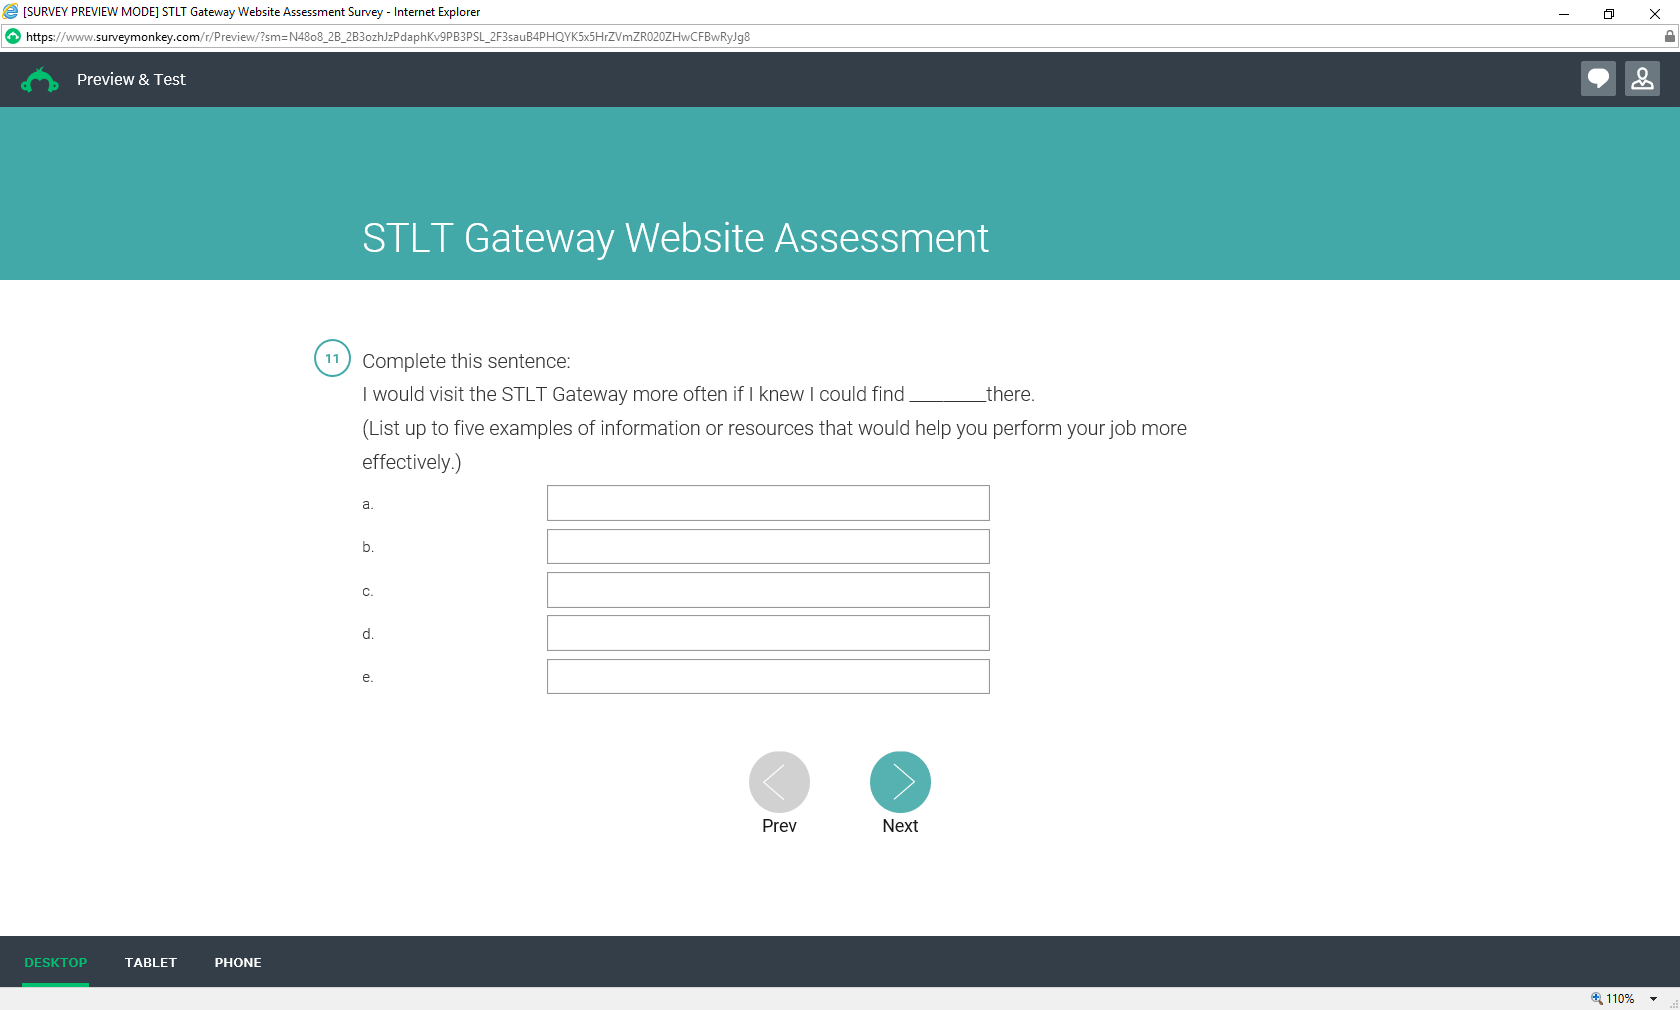 [SURVEY PREVIEW MODE] STLT Gateway Website Assessment Survey - Internet Explorer
https://www.surveymonkey.com/r/Preview/?sm=N48o8_2B_2B3ozhJzPdaphKv9PB3PSL_2F3sauB4PHQYK5x5HrZVmZR020ZHwCFBwRyJg8
Preview & Test
STLT Gateway Website Assessment
11
Complete this sentence:
I would visit the STLT Gateway more often if I knew I could find ________there.
(List up to five examples of information or resources that would help you perform your job more
effectively.)
a.
b.
c.
d.
e.
Prev Next
DESKTOP TABLET PHONE
110%